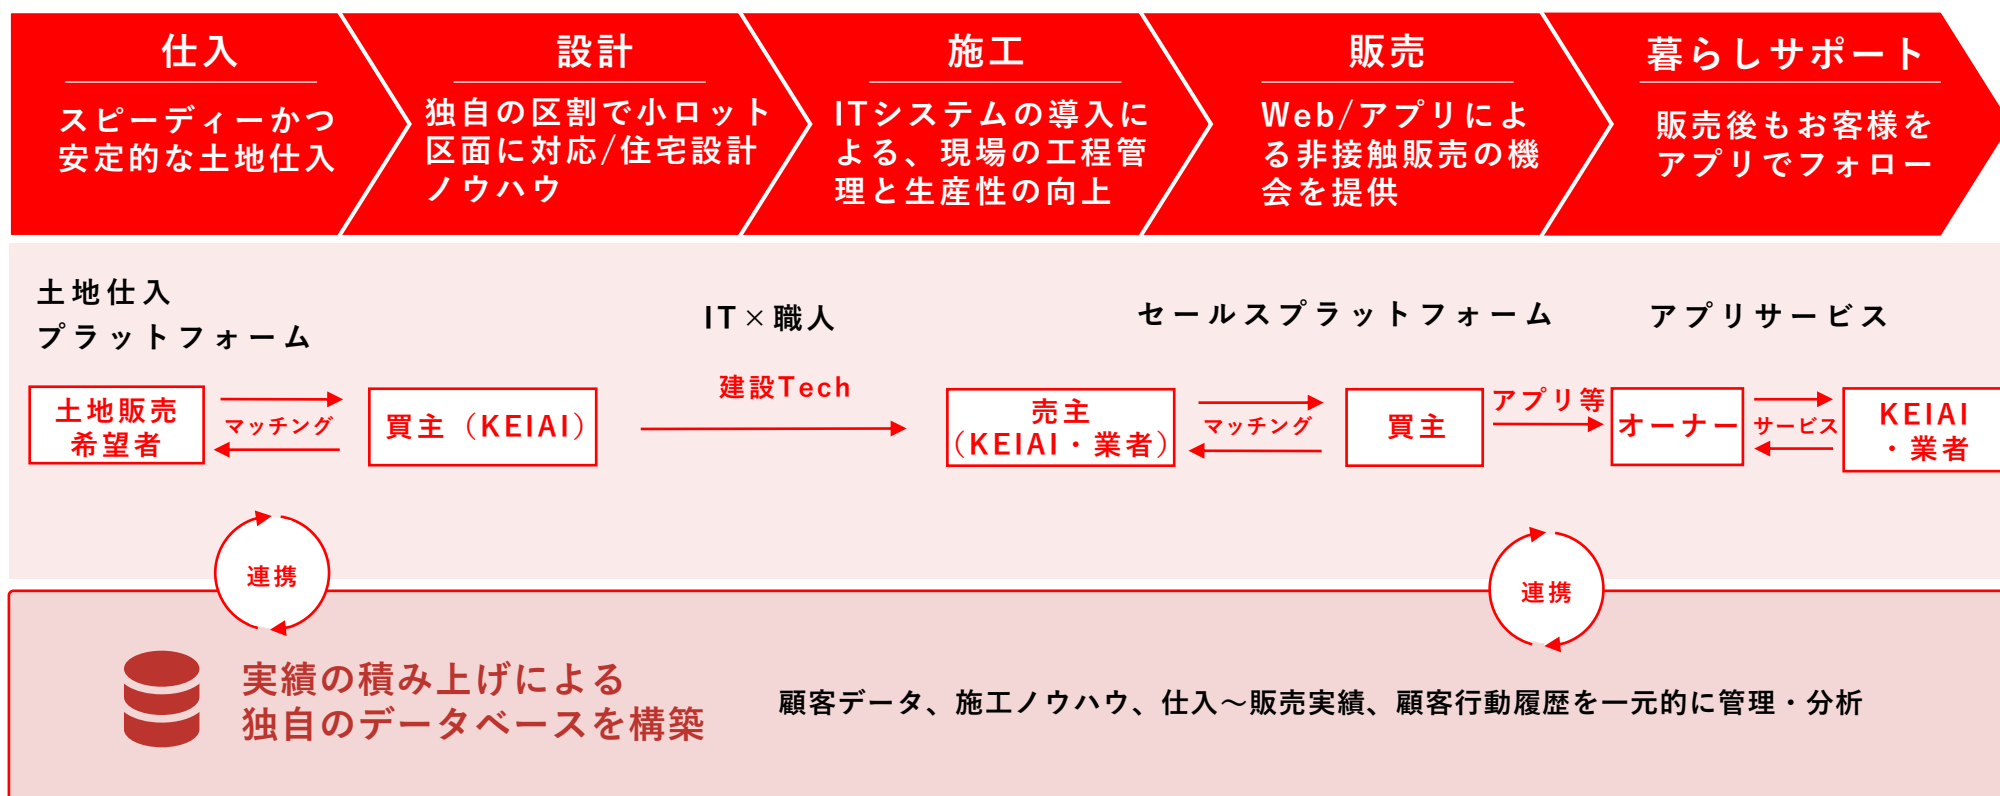 仕入
スピーディーかつ
安定的な土地仕入
設計
独自の区割で小ロット
区面に対応/住宅設計
ノウハウ
施工
ITシステムの導入に
よる、現場の工程管
理と生産性の向上
販売
Web/アプリによ
る非接触販売の機
会を提供
暮らしサポート
販売後もお客様を
アプリでフォロー
土地仕入
プラットフォーム
IT×職人
セールスプラットフォーム
アプリサービス
土地販売
希望者
マッチング
買主（KEIAI）
建設Tech
売主
（KEIAI・業者）
マッチング
買主
アプリ等
オーナー
サービス
KEIAI
・業者
連携
連携
実績の積み上げによる
独自のデータベースを構築
顧客データ、施工ノウハウ、仕入～販売実績、顧客行動履歴を一元的に管理・分析